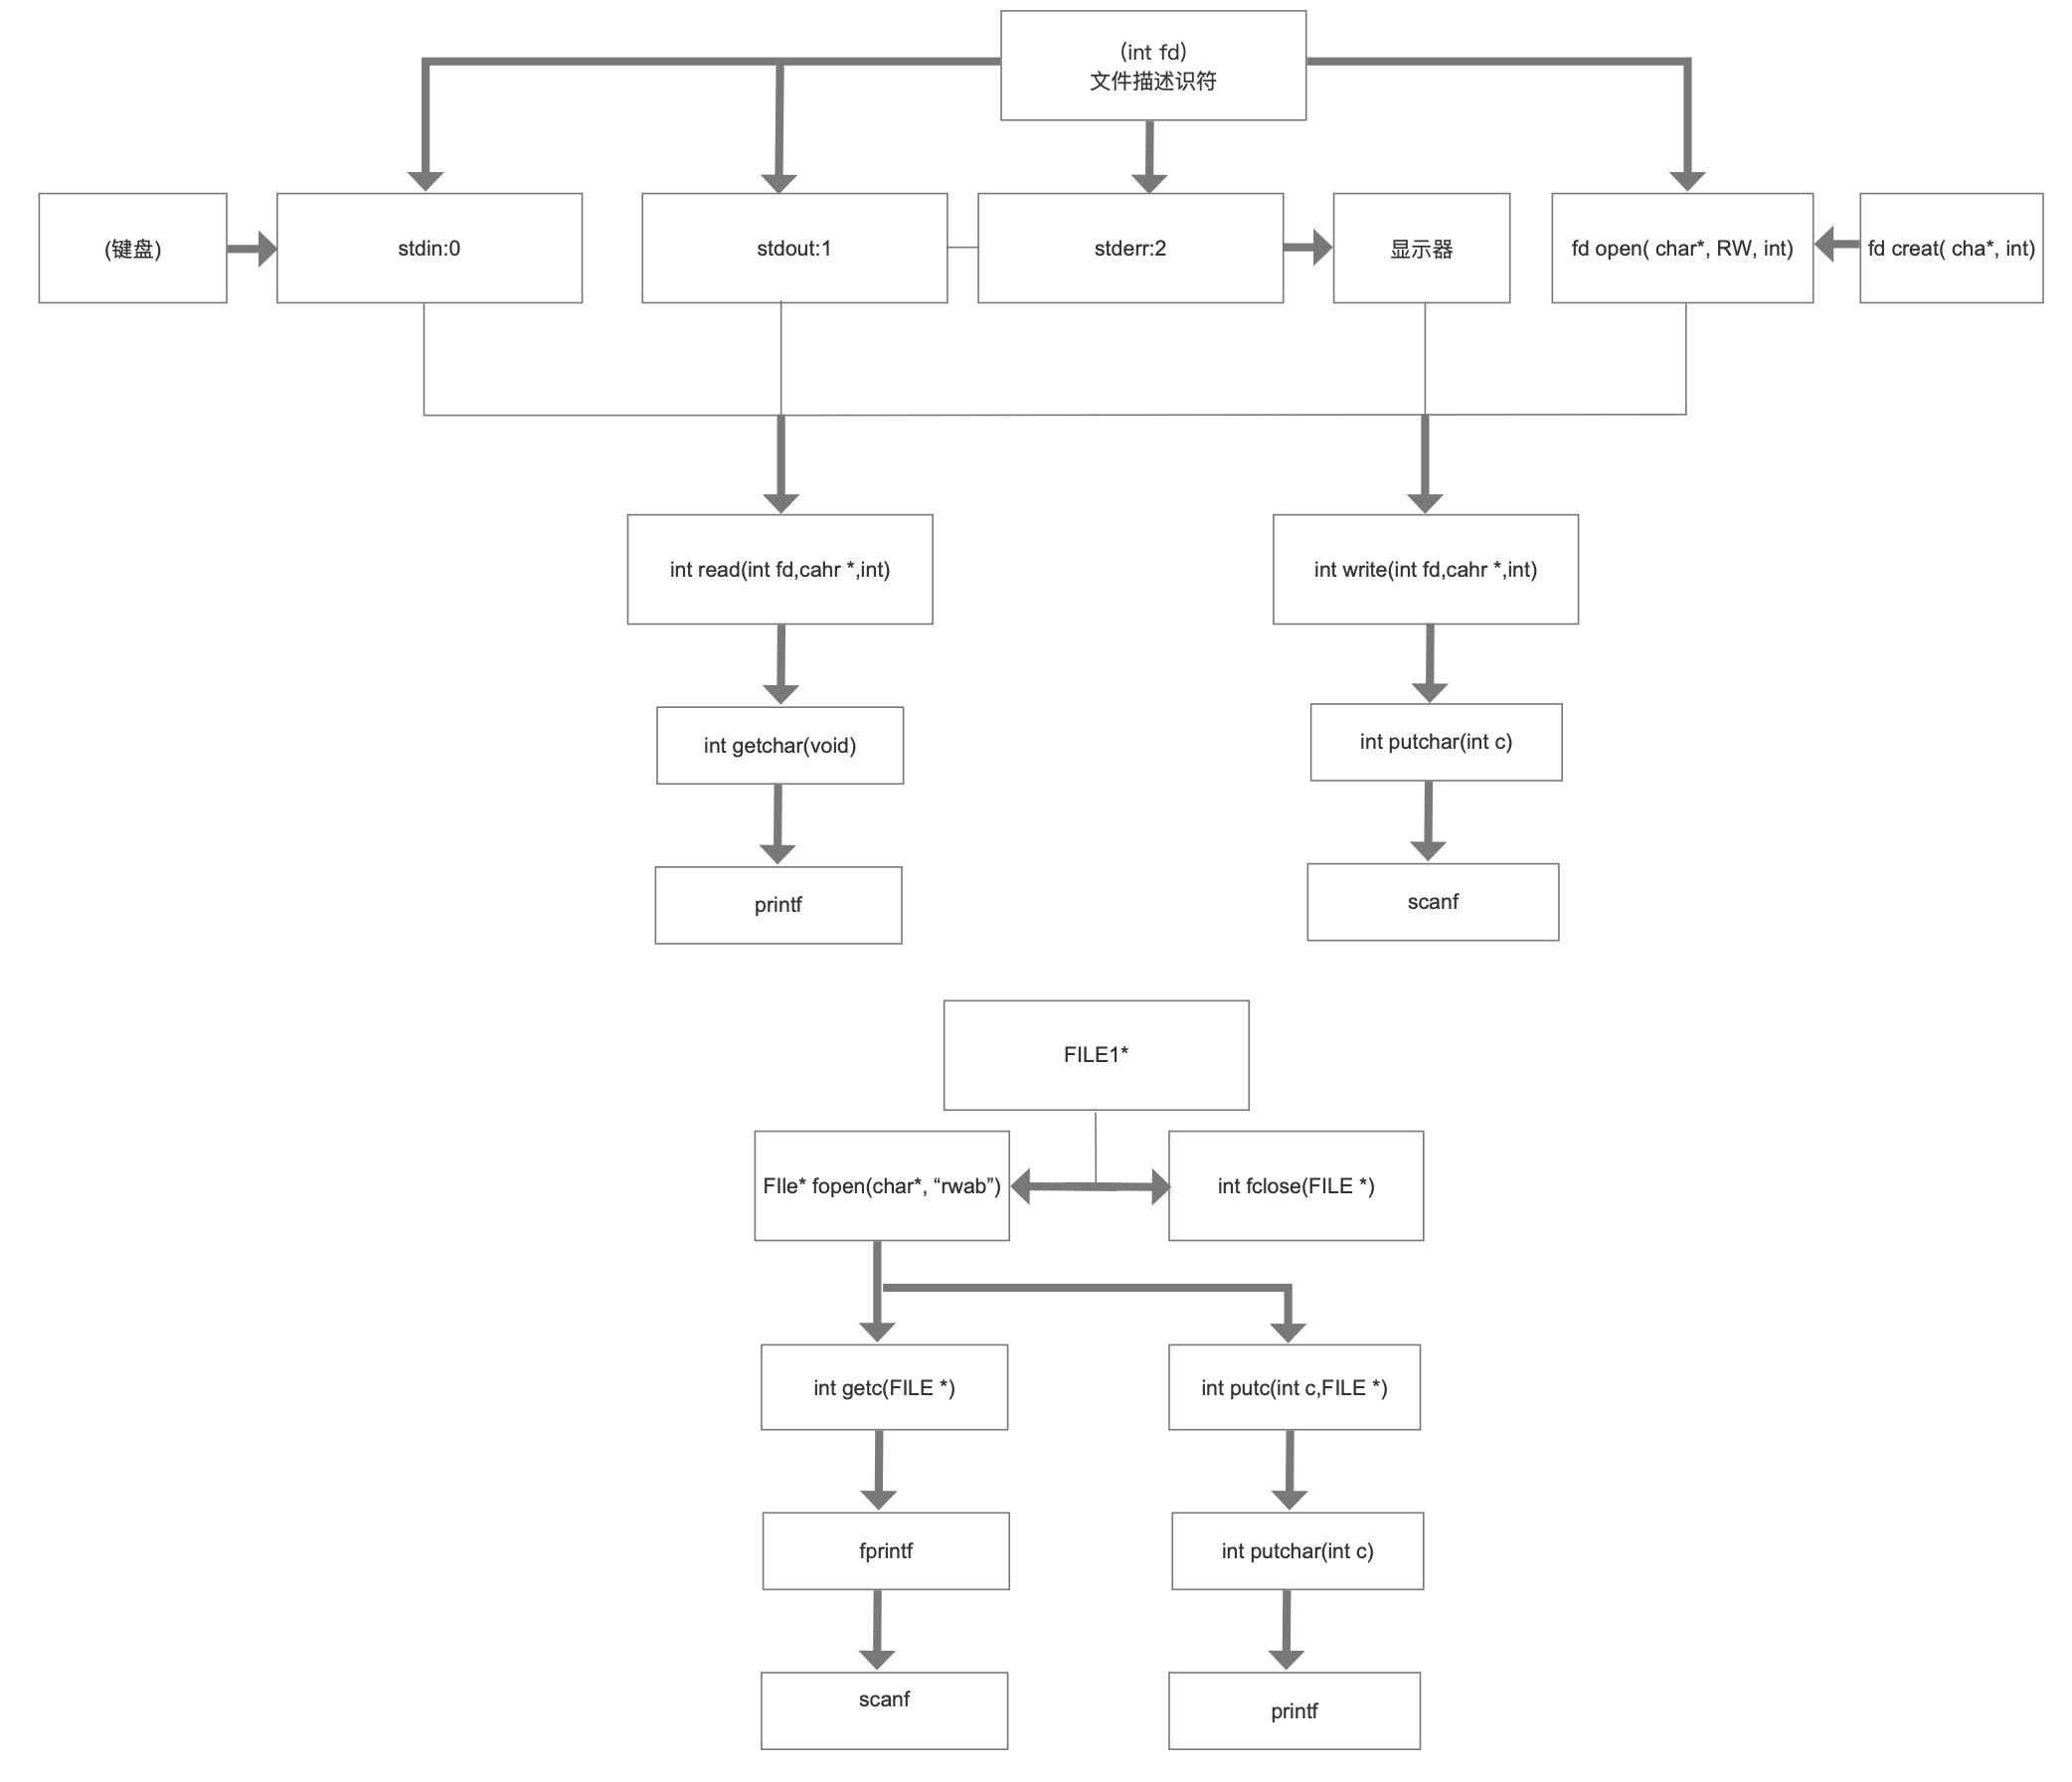 (int fd)
文件描述识符
(键盘)
stdin:0
stdout:1
stderr:2
显示器
fd open( char*, RW, int)
fd creat( cha*, int)
int read(int fd,cahr *,int)
int write(int fd,cahr *,int)
int getchar(void)
int putchar(int c)
printf
scanf
FILE1*
FIle* fopen(char*, “rwab”)
int fclose(FILE *)
int getc(FILE *)
int putc(int c,FILE *)
fprintf
int putchar(int c)
scanf
printf